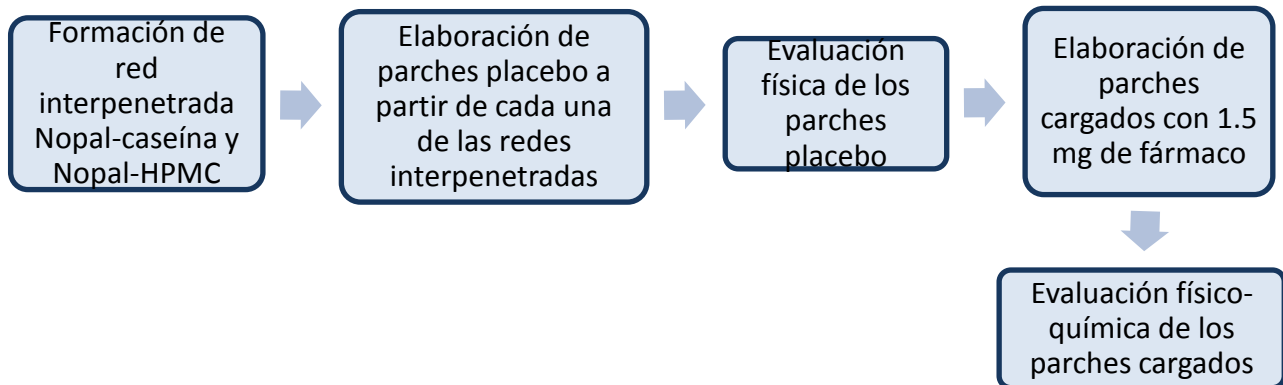 Formación de
red
interpenetrada
Nopal-caseína y
Nopal-HPMC
Elaboración de
parches placebo a
partir de cada una
de las redes
interpenetradas
Evaluación
física de los
parches
placebo
Elaboración de
parches
cargados con 1.5
mg de fármaco
Evaluación físico-
química de los
parches cargados